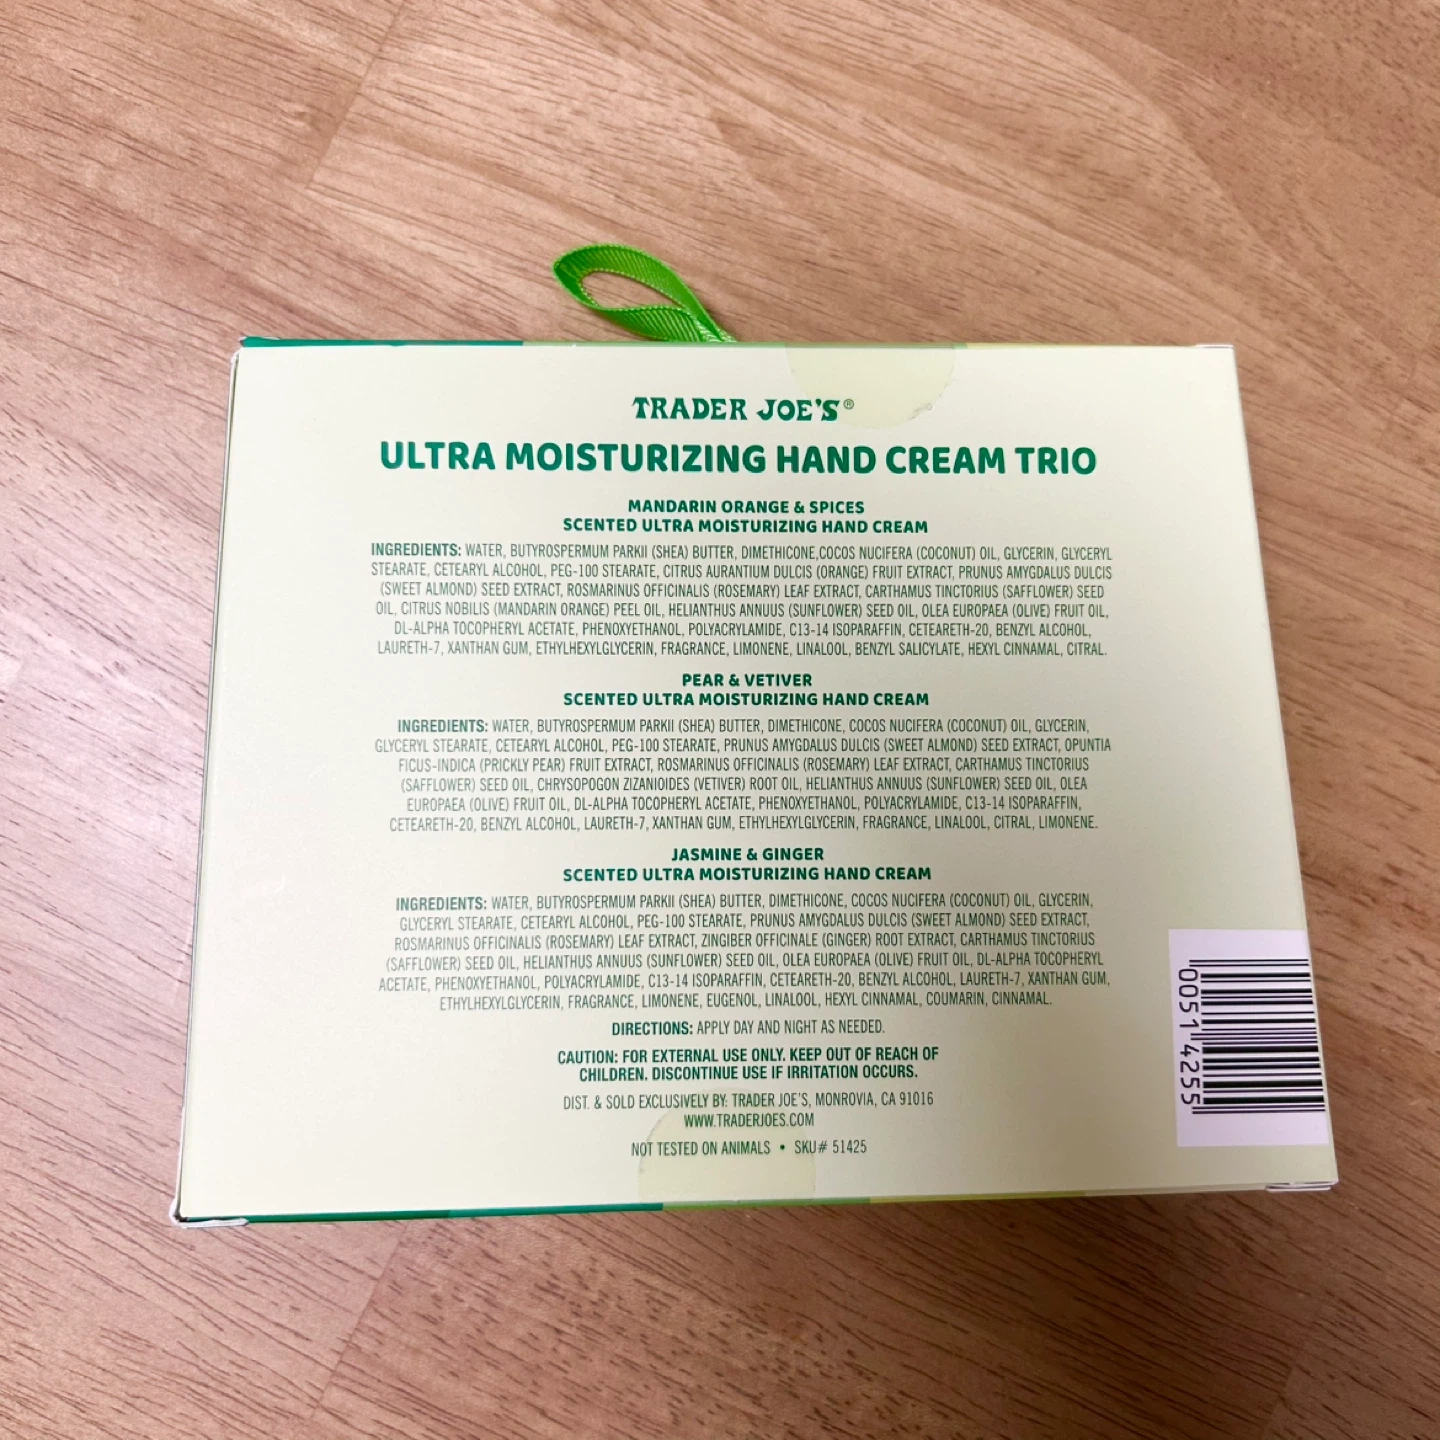 TRADER JOE'S®
ULTRA MOISTURIZING HAND CREAM TRIO
MANDARIN ORANGE & SPICES
SCENTED ULTRA MOISTURIZING HAND CREAM
INGREDIENTS: WATER, BUTYROSPERMUM PARKII (SHEA) BUTTER, DIMETHICONE,COCOS NUCIFERA (COCONUT) OIL, GLYCERIN, GLYCERYL
STEARATE, CETEARYL ALCOHOL, PEG-100 STEARATE, CITRUS AURANTIUM DULCIS (ORANGE) FRUIT EXTRACT, PRUNUS AMYGDALUS DULCIS
(SWEET ALMOND) SEED EXTRACT, ROSMARINUS OFFICINALIS (ROSEMARY) LEAF EXTRACT, CARTHAMUS TINCTORIUS (SAFFLOWER) SEED
OIL, CITRUS NOBILIS (MANDARIN ORANGE) PEEL OIL, HELIANTHUS ANNUUS (SUNFLOWER) SEED OIL, OLEA EUROPAEA (OLIVE) FRUIT OIL,
DL-ALPHA TOCOPHERYL ACETATE, PHENOXYETHANOL, POLYACRYLAMIDE, C13-14 ISOPARAFFIN, CETEARETH-20, BENZYL ALCOHOL,
LAURETH-7, XANTHAN GUM, ETHYLHEXYLGLYCERIN, FRAGRANCE, LIMONENE, LINALOOL, BENZYL SALICYLATE, HEXYL CINNAMAL, CITRAL.
PEAR & VETIVER
SCENTED ULTRA MOISTURIZING HAND CREAM
INGREDIENTS: WATER, BUTYROSPERMUM PARKII (SHEA) BUTTER, DIMETHICONE, COCOS NUCIFERA (COCONUT) OIL, GLYCERIN,
GLYCERYL STEARATE, CETEARYL ALCOHOL, PEG-100 STEARATE, PRUNUS AMYGDALUS DULCIS (SWEET ALMOND) SEED EXTRACT, OPUNTIA
FICUS-INDICA (PRICKLY PEAR) FRUIT EXTRACT, ROSMARINUS OFFICINALIS (ROSEMARY) LEAF EXTRACT, CARTHAMUS TINCTORIUS
(SAFFLOWER) SEED OIL, CHRYSOPOGON ZIZANIOIDES (VETIVER) ROOT OIL, HELIANTHUS ANNUUS (SUNFLOWER) SEED OIL, OLEA
EUROPAEA (OLIVE) FRUIT OIL, DL-ALPHA TOCOPHERYL ACETATE, PHENOXYETHANOL, POLYACRYLAMIDE, C13-14 ISOPARAFFIN,
CETEARETH-20, BENZYL ALCOHOL, LAURETH-7, XANTHAN GUM, ETHYLHEXYLGLYCERIN, FRAGRANCE, LINALOOL, CITRAL, LIMONENE.
JASMINE & GINGER
SCENTED ULTRA MOISTURIZING HAND CREAM
INGREDIENTS: WATER, BUTYROSPERMUM PARKII (SHEA) BUTTER, DIMETHICONE, COCOS NUCIFERA (COCONUT) OIL, GLYCERIN,
GLYCERYL STEARATE, CETEARYL ALCOHOL, PEG-100 STEARATE, PRUNUS AMYGDALUS DULCIS (SWEET ALMOND) SEED EXTRACT,
ROSMARINUS OFFICINALIS (ROSEMARY) LEAF EXTRACT, ZINGIBER OFFICINALE (GINGER) ROOT EXTRACT, CARTHAMUS TINCTORIUS
(SAFFLOWER) SEED OIL, HELIANTHUS ANNUUS (SUNFLOWER) SEED OIL, OLEA EUROPAEA (OLIVE) FRUIT OIL, DL-ALPHA TOCOPHERYL
ACETATE, PHENOXYETHANOL, POLYACRYLAMIDE, C13-14 ISOPARAFFIN, CETEARETH-20, BENZYL ALCOHOL, LAURETH-7, XANTHAN GUM,
ETHYLHEXYLGLYCERIN, FRAGRANCE, LIMONENE, EUGENOL, LINALOOL, HEXYL CINNAMAL, COUMARIN, CINNAMAL.
DIRECTIONS: APPLY DAY AND NIGHT AS NEEDED.
CAUTION: FOR EXTERNAL USE ONLY. KEEP OUT OF REACH OF
CHILDREN. DISCONTINUE USE IF IRRITATION OCCURS.
DIST. & SOLD EXCLUSIVELY BY: TRADER JOE'S, MONROVIA, CA 91016
WWW.TRADERJOES.COM
NOT TESTED ON ANIMALS • SKU# 51425
0051 4255